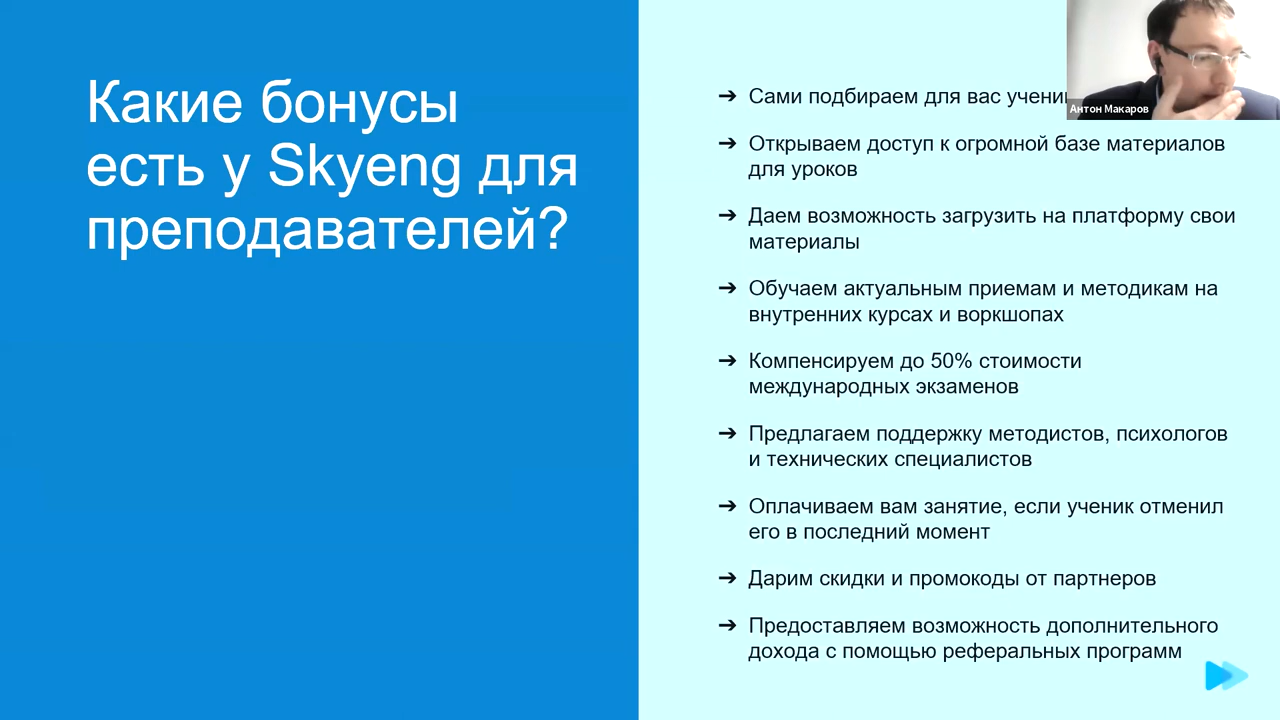 Какие бонусы
есть у Skyeng для
преподавателей?
➔ Сами подбираем для вас
Антон Макаров
➔ Открываем доступ к огромной базе материалов
для уроков
➔ Даем возможность загрузить на платформу свои
материалы
➔ Обучаем актуальным приемам и методикам на
внутренних курсах и воркшопах
➔ Компенсируем до 50% стоимости
международных экзаменов
➔ Предлагаем поддержку методистов, психологов
и технических специалистов
➔ Оплачиваем вам занятие, если ученик отменил
его в последний момент
➔ Дарим скидки и промокоды от партнеров
➔ Предоставляем возможность дополнительного
дохода с помощью реферальных программ